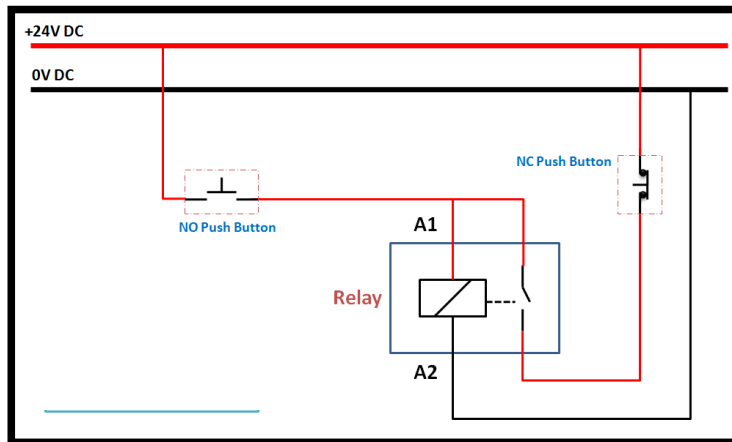 +24V DC
0V DC
NC Push Button
NO Push Button
A1
Relay
A2